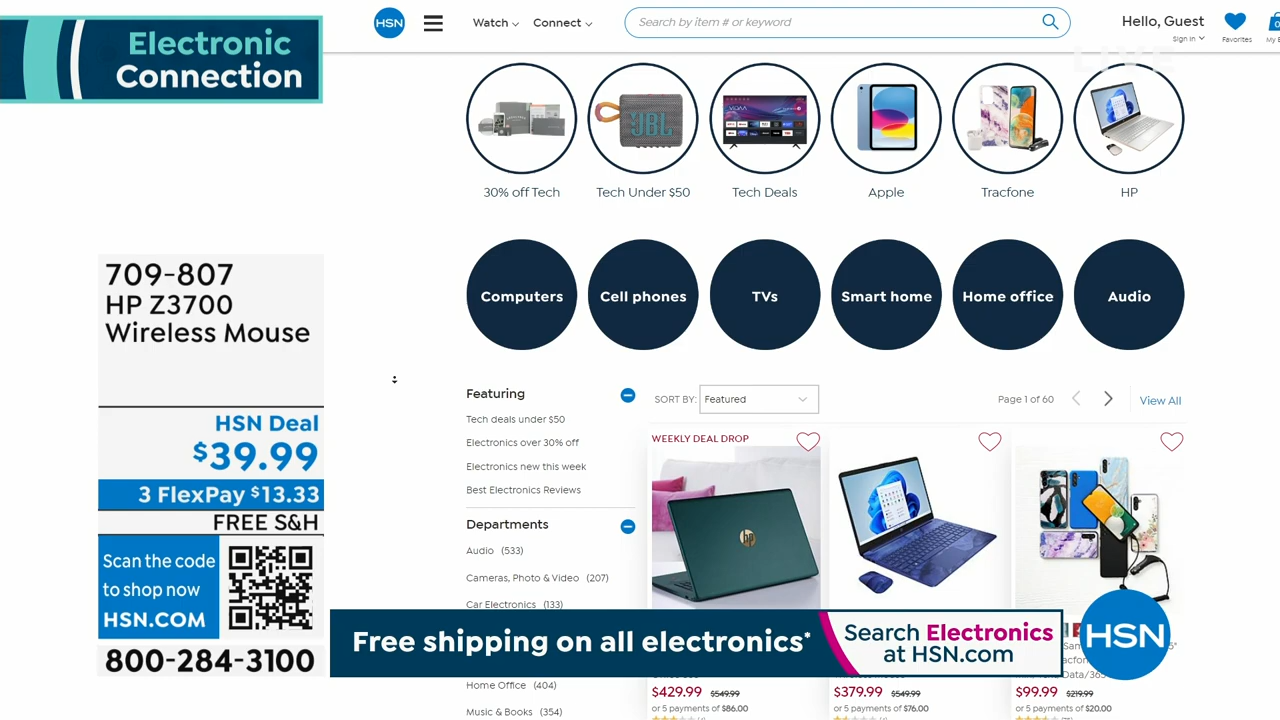 Electronic
Connection
HSN
Watch
Connect
Search by item # or keyword
Hello, Guest
Sign In
Favorites
LIVE
JBL
30% off Tech
Tech Under $50
Tech Deals
Apple
Tracfone
HP
Computers
Cell phones
TVs
Smart home
Home office
Audio
709-807
HP Z3700
Wireless Mouse
HSN Deal
$39.99
3 FlexPay $13.33
FREE S&H
Scan the code
to shop now
HSN.COM
800-284-3100
Featuring
Tech deals under $50
Electronics over 30% off
Electronics new this week
Best Electronics Reviews
Departments
Audio (533)
Cameras, Photo & Video (207)
Car Electronics (133)
Home Office (404)
Music & Books (354)
SORT BY: Featured
Page 1 of 60
View All
WEEKLY DEAL DROP
hp
Free shipping on all electronics*
Search Electronics
at HSN.com
HSN
$429.99 $549.99
or 5 payments of $86.00
$379.99 $549.99
or 5 payments of $76.00
$99.99 $219.99
or 5 payments of $20.00